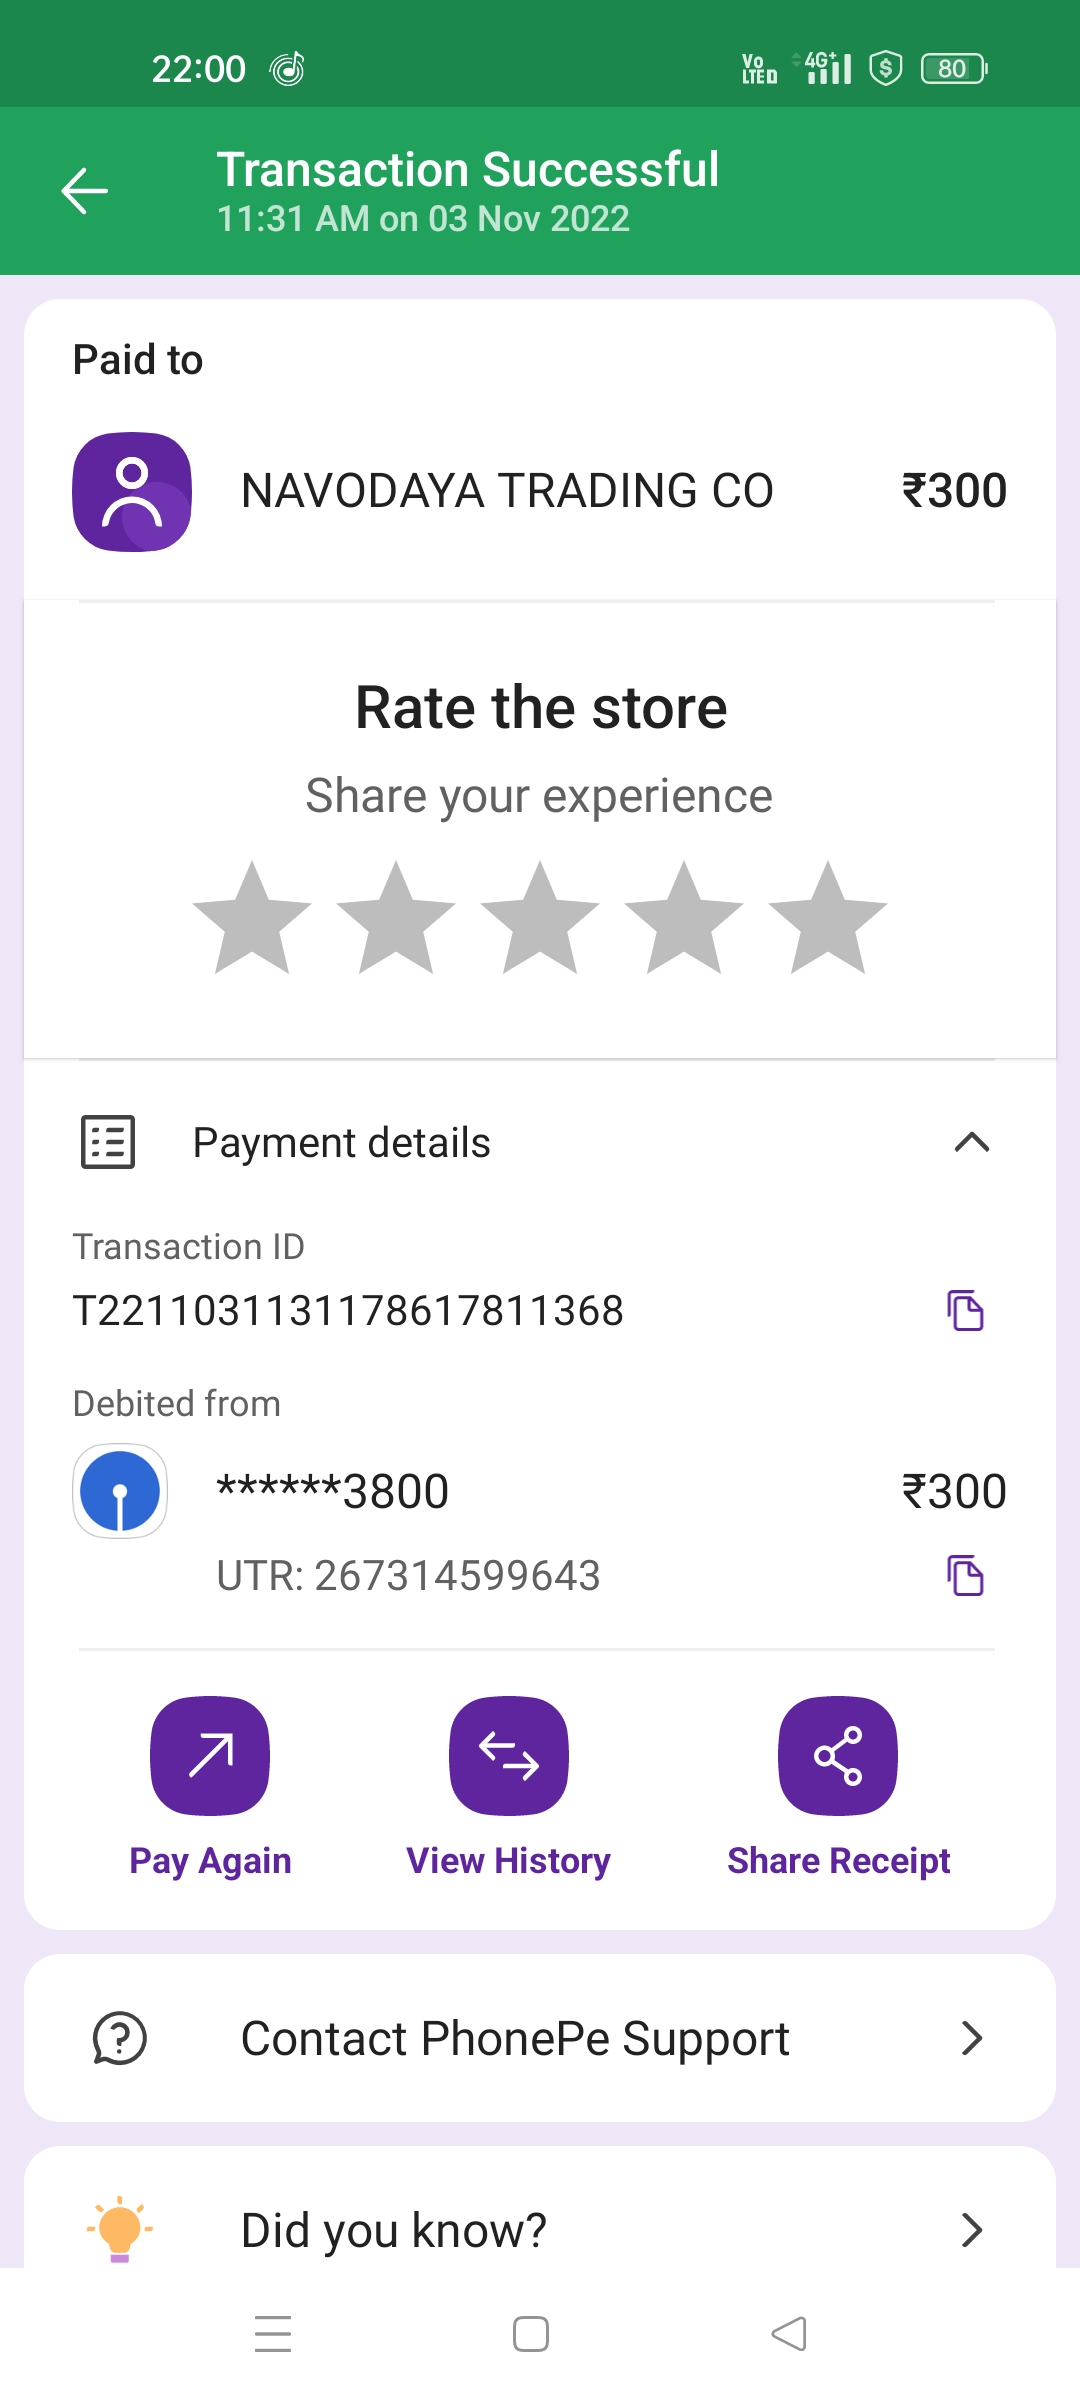 22:00 Vo LTED 4G+ 80
Transaction Successful
11:31 AM on 03 Nov 2022
Paid to
NAVODAYA TRADING CO ₹300
Rate the store
Share your experience
Payment details
Transaction ID
T2211031131178617811368
Debited from
******3800 ₹300
UTR: 267314599643
Pay Again View History Share Receipt
Contact PhonePe Support
Did you know?